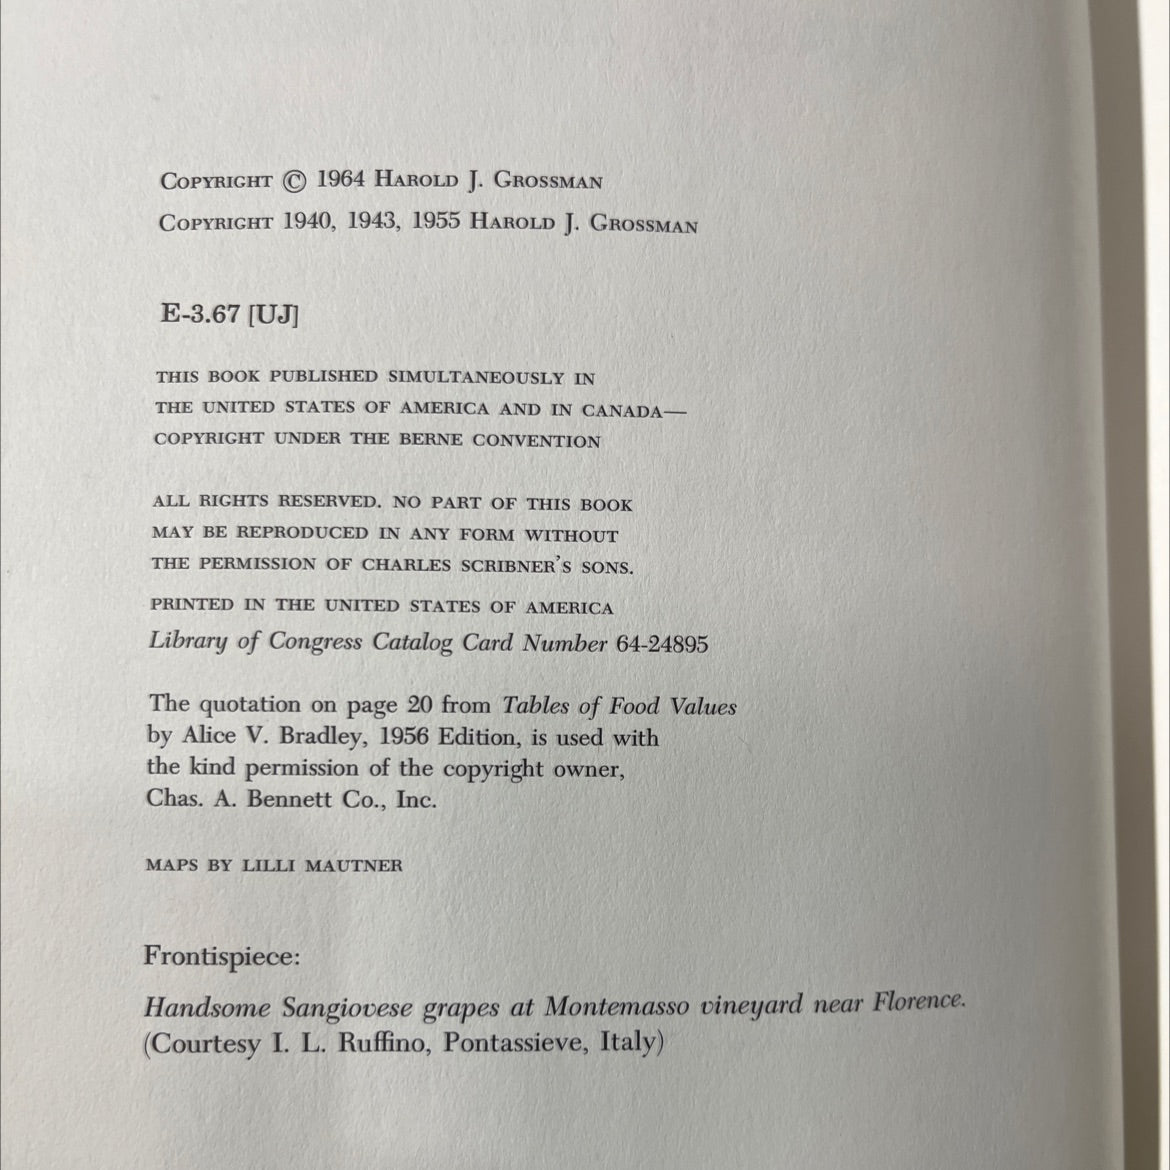 COPYRIGHT © 1964 HAROLD J. GROSSMAN
COPYRIGHT 1940, 1943, 1955 HAROLD J. GROSSMAN
E-3.67 [UJ]
THIS BOOK PUBLISHED SIMULTANEOUSLY IN
THE UNITED STATES OF AMERICA AND IN CANADA—
COPYRIGHT UNDER THE BERNE CONVENTION
ALL RIGHTS RESERVED. NO PART OF THIS BOOK
MAY BE REPRODUCED IN ANY FORM WITHOUT
THE PERMISSION OF CHARLES SCRIBNER'S SONS.
PRINTED IN THE UNITED STATES OF AMERICA
Library of Congress Catalog Card Number 64-24895
The quotation on page 20 from Tables of Food Values
by Alice V. Bradley, 1956 Edition, is used with
the kind permission of the copyright owner,
Chas. A. Bennett Co., Inc.
MAPS BY LILLI MAUTNER
Frontispiece:
Handsome Sangiovese grapes at Montemasso vineyard near Florence.
(Courtesy I. L. Ruffino, Pontassieve, Italy)